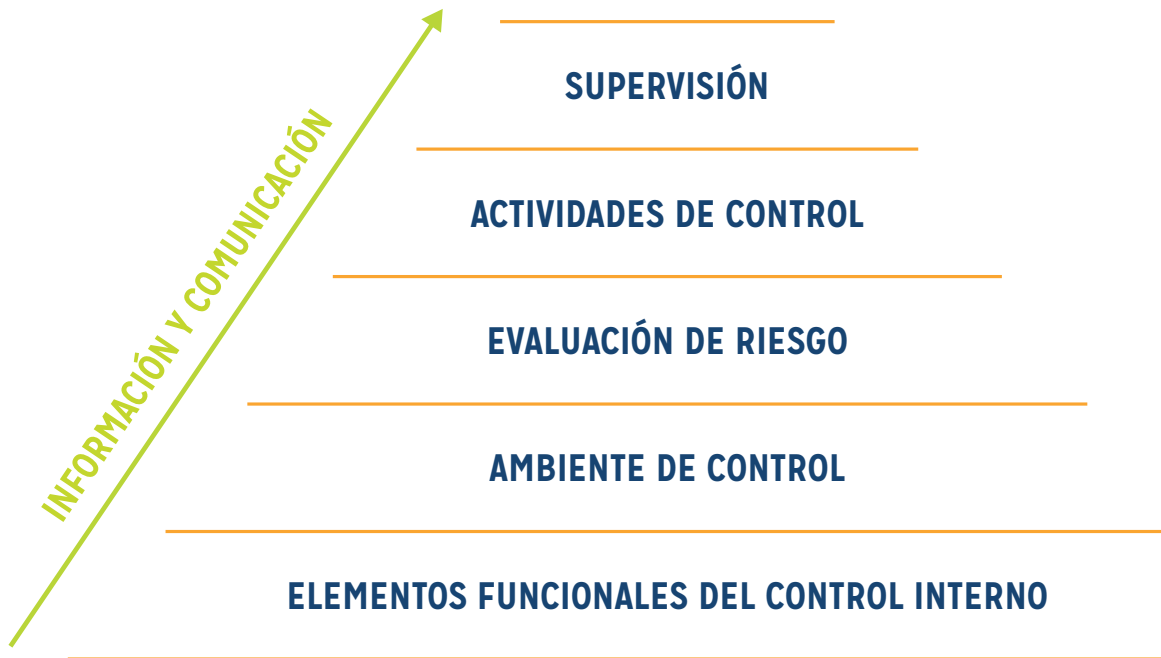 SUPERVISIÓN
ACTIVIDADES DE CONTROL
EVALUACIÓN DE RIESGO
AMBIENTE DE CONTROL
ELEMENTOS FUNCIONALES DEL CONTROL INTERNO
INFORMACIÓN Y COMUNICACIÓN